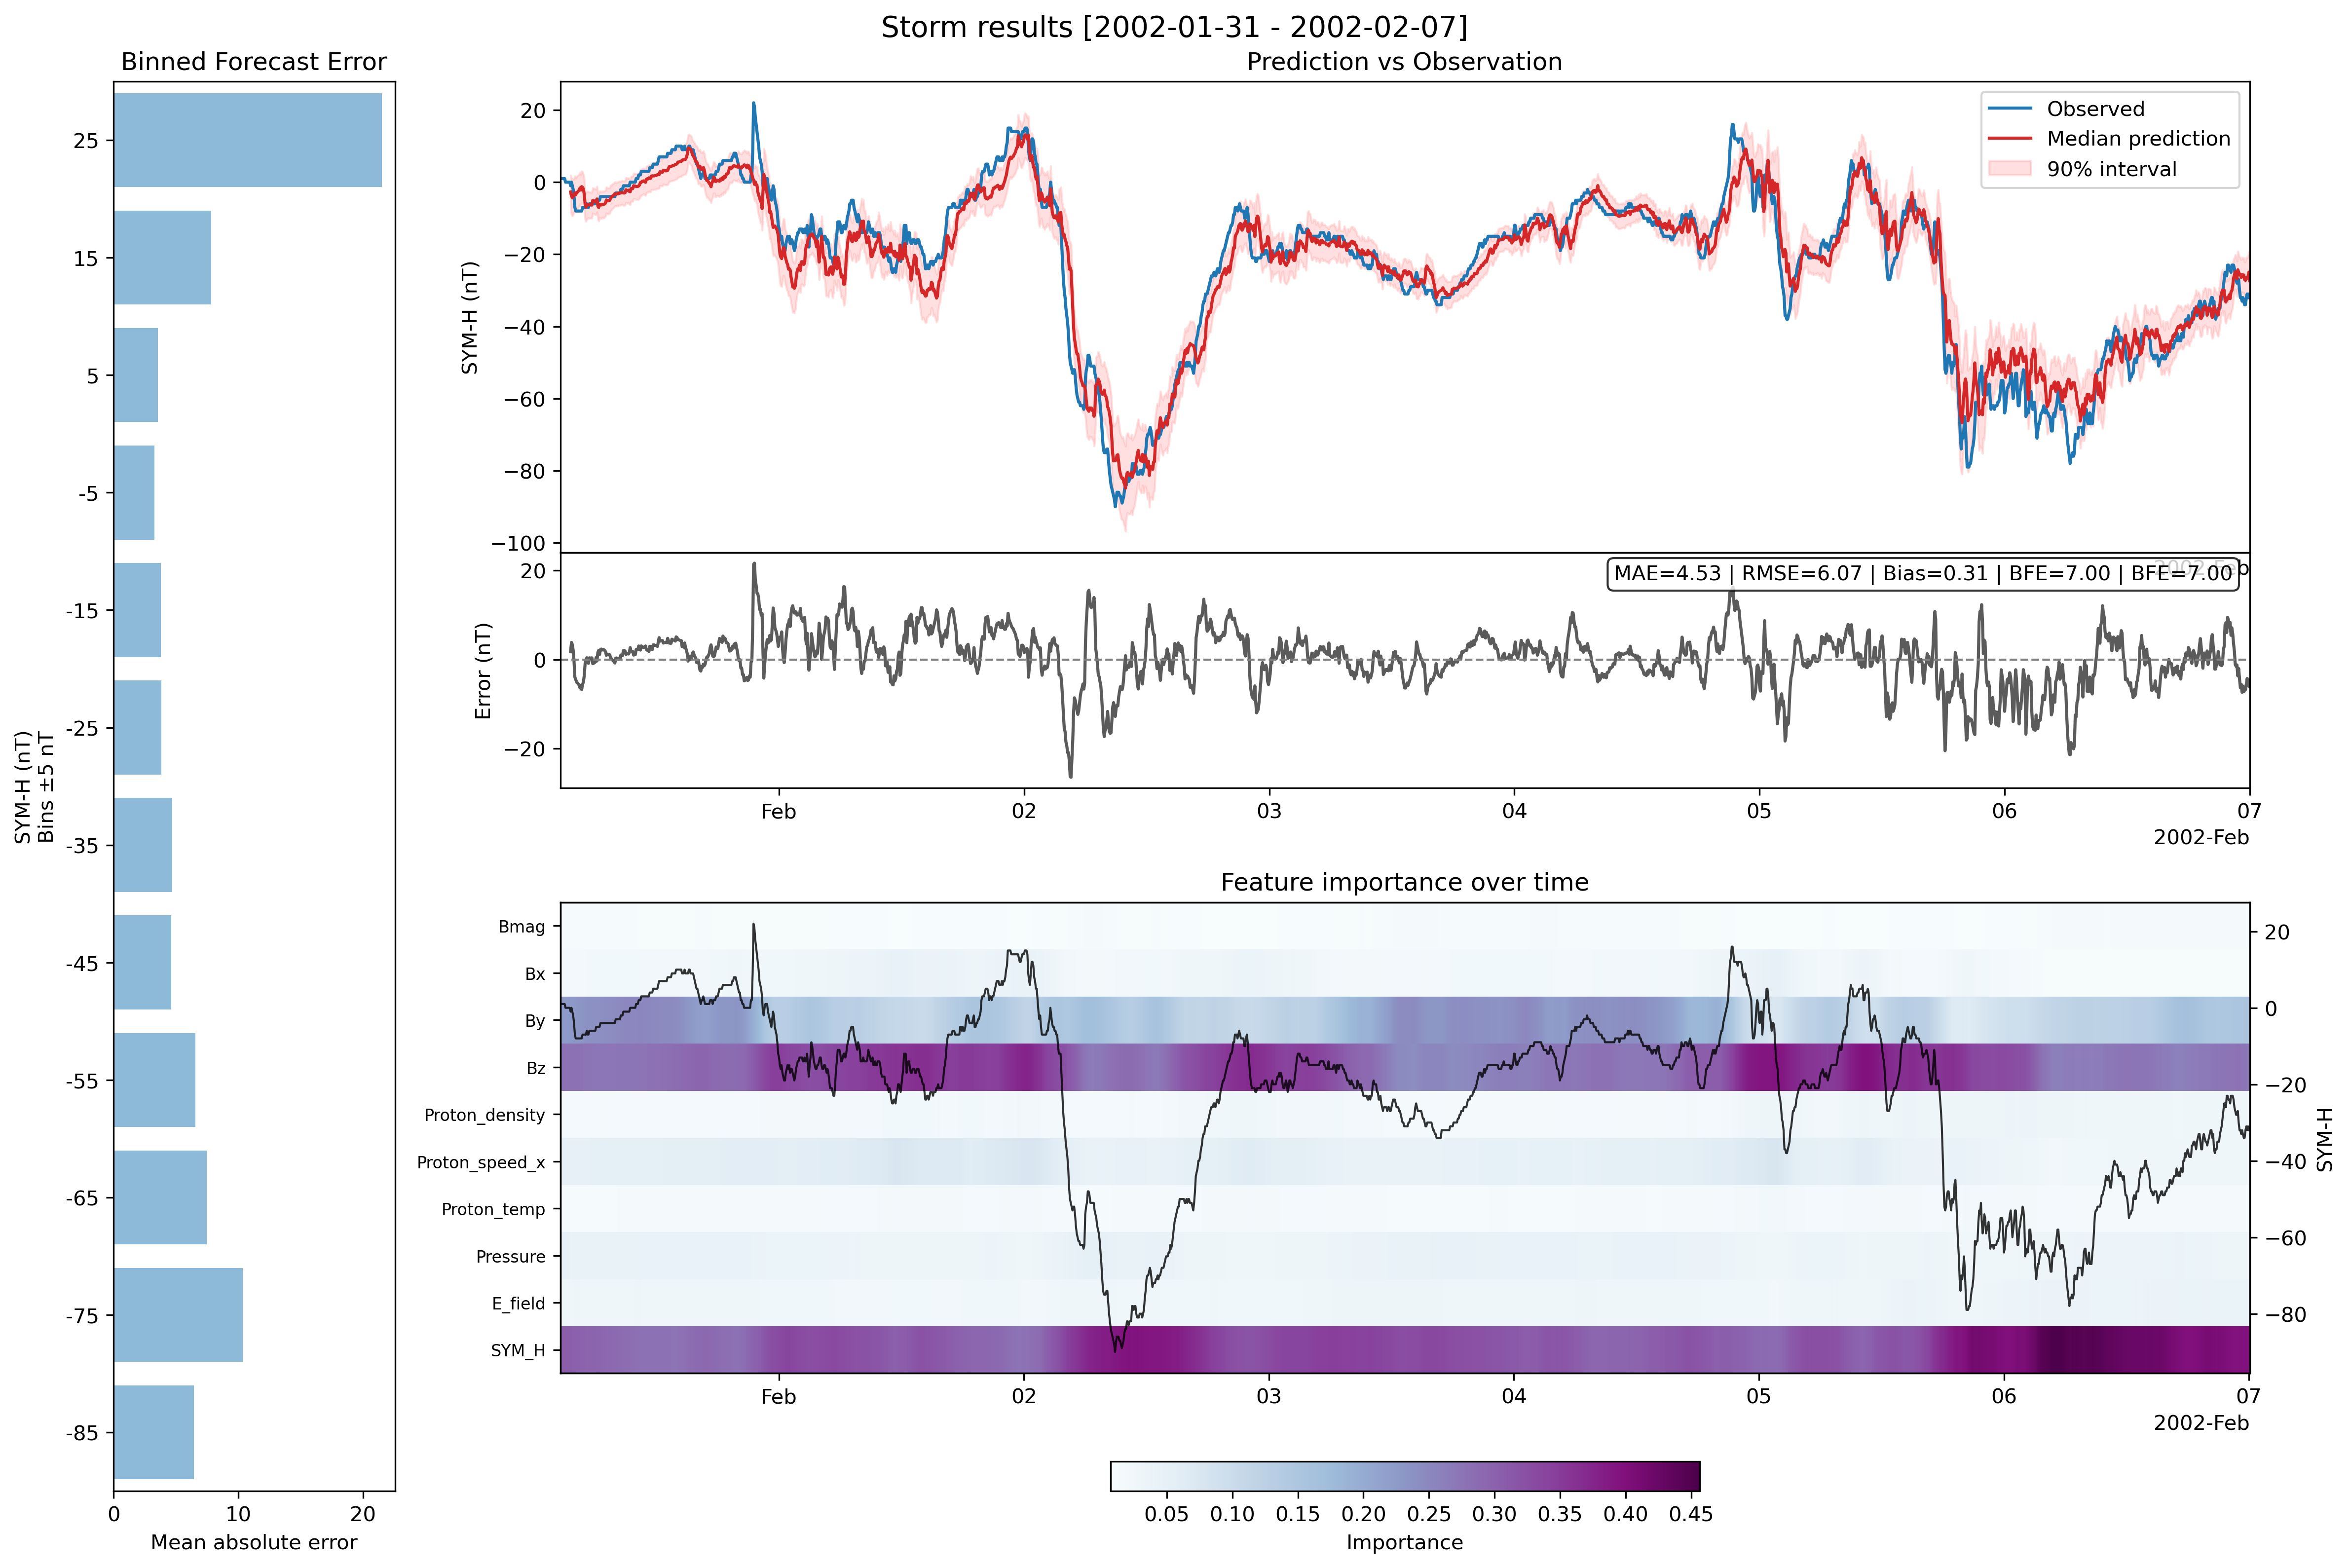 Storm results [2002-01-31 - 2002-02-07]
Binned Forecast Error
25
15
5
-5
-15
-25
-35
-45
-55
-65
-75
-85
SYM-H (nT)
Bins ±5 nT
0 10 20
Mean absolute error
Prediction vs Observation
Observed
Median prediction
90% interval
20
0
−20
−40
−60
−80
−100
SYM-H (nT)
2002-Feb
MAE=4.53 | RMSE=6.07 | Bias=0.31 | BFE=7.00 | BFE=7.00
20
0
−20
Error (nT)
Feb 02 03 04 05 06 07
2002-Feb
Feature importance over time
Bmag
Bx
By
Bz
Proton_density
Proton_speed_x
Proton_temp
Pressure
E_field
SYM_H
20
0
−20
−40
−60
−80
SYM-H
Feb 02 03 04 05 06 07
2002-Feb
0.05 0.10 0.15 0.20 0.25 0.30 0.35 0.40 0.45
Importance